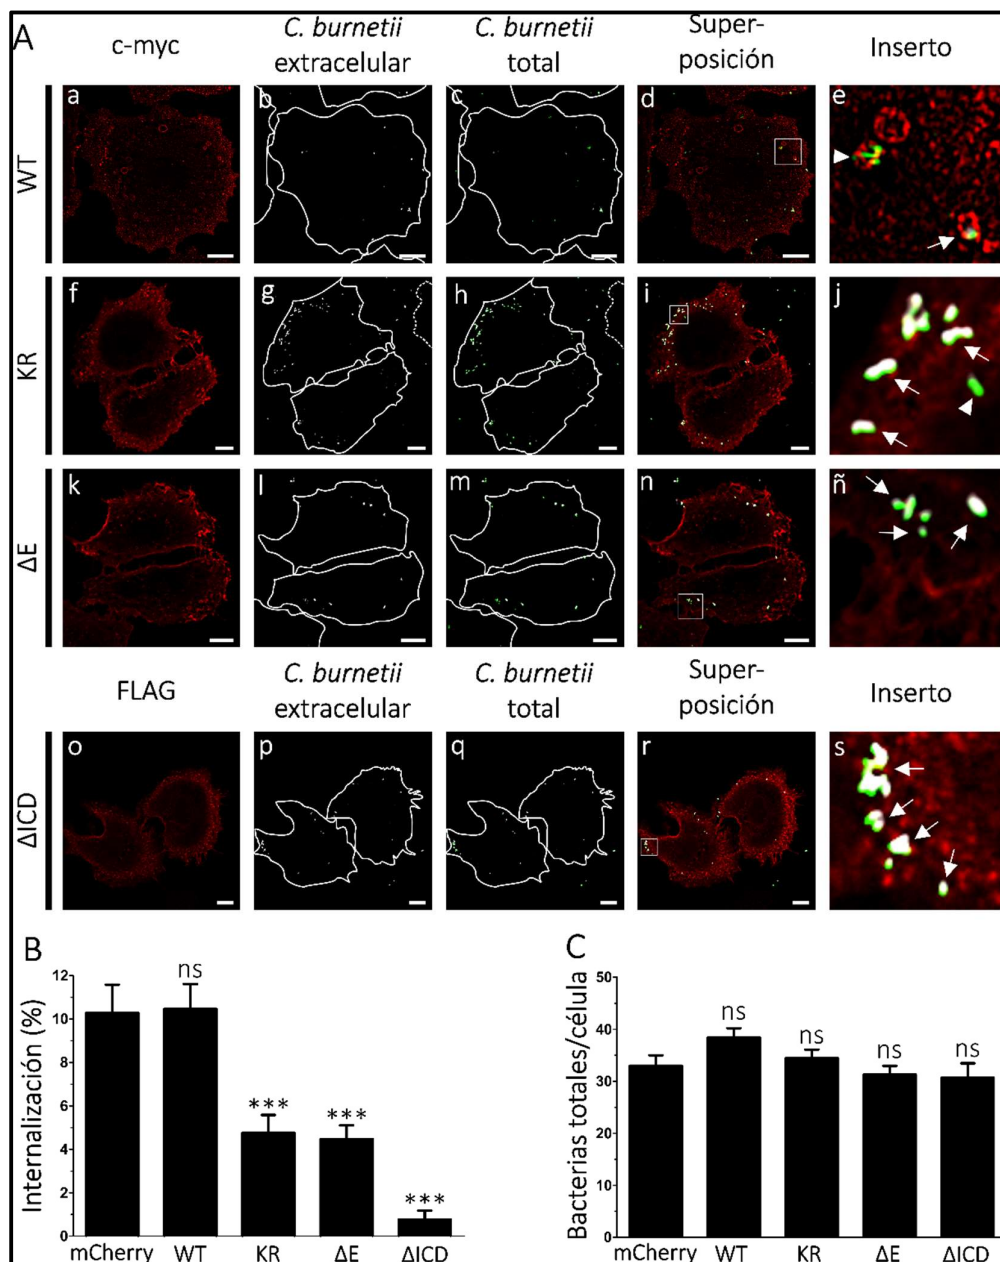 A
c-myc
C. burnetii
extracelular
C. burnetii
total
Super-
posición
Inserto
WT
a
b
c
d
e
KR
f
g
h
i
j
ΔE
k
l
m
n
ñ
FLAG
C. burnetii
extracelular
C. burnetii
total
Super-
posición
Inserto
ΔICD
o
p
q
r
s
B
Internalización (%)
12
10
8
6
4
2
0
ns
***
***
***
mCherry WT KR ΔE ΔICD
C
Bacterias totales/célula
50
40
30
20
10
0
ns
ns
ns
ns
mCherry WT KR ΔE ΔICD